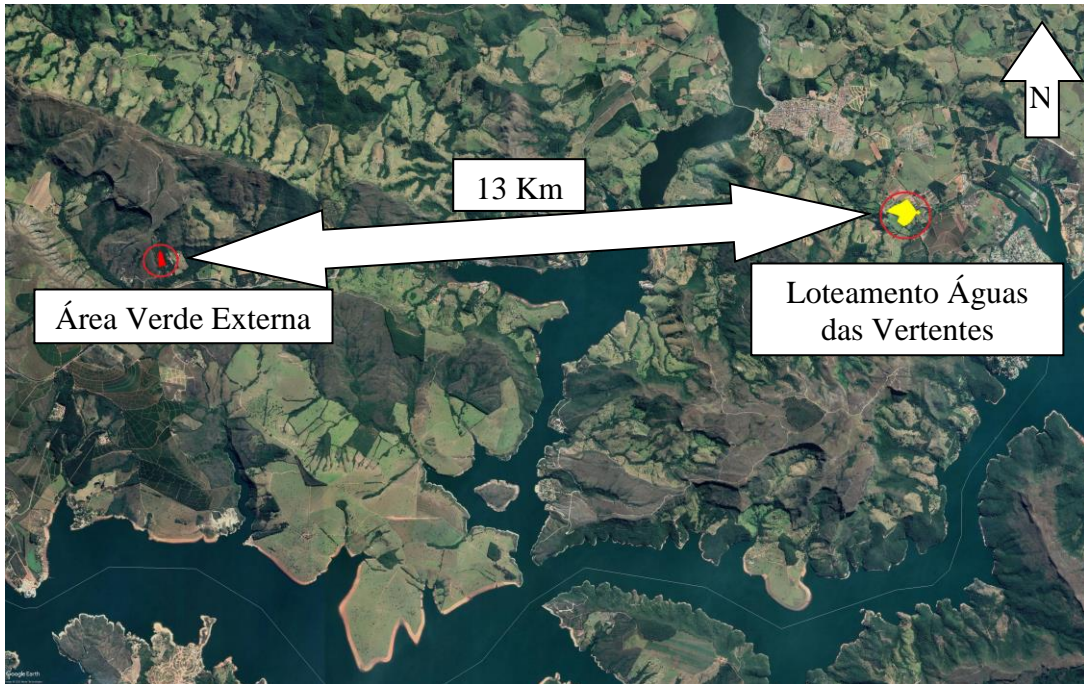 N
13 Km
Área Verde Externa
Loteamento Águas
das Vertentes
Google Earth